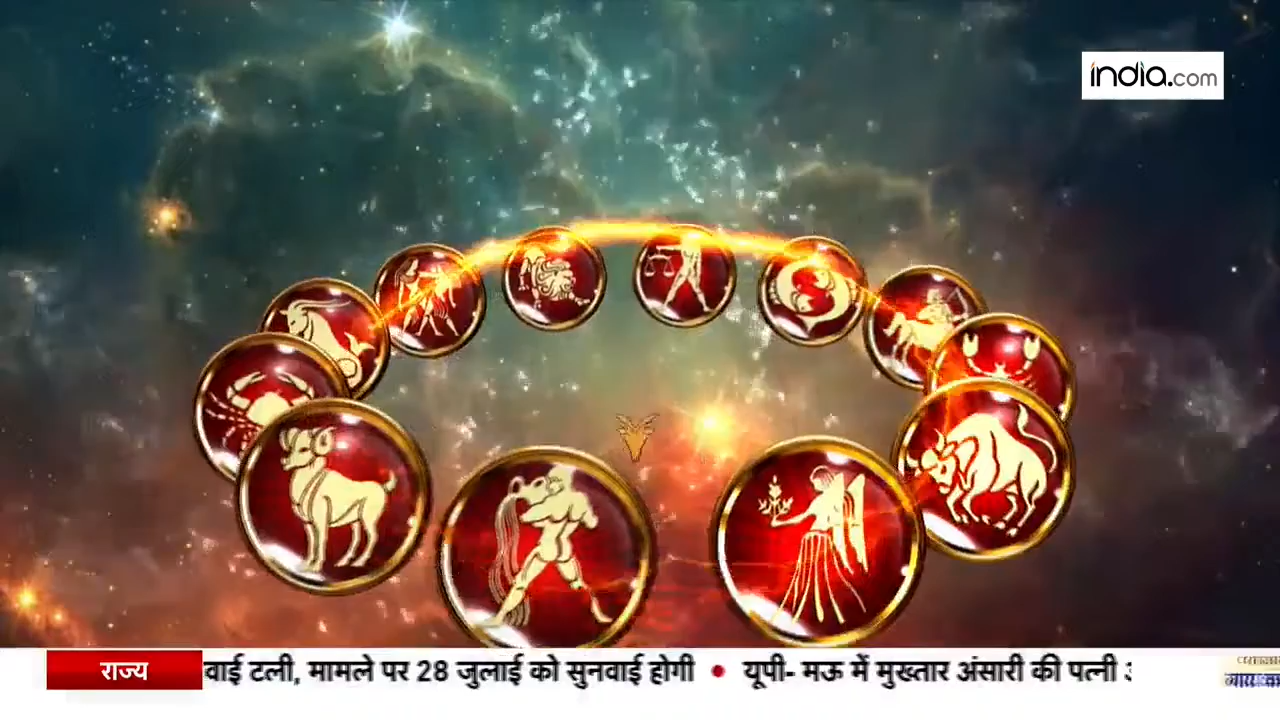 india.com
राज्य
वाई टली, मामले पर 28 जुलाई को सुनवाई होगी • यूपी- मऊ में मुख्तार अंसारी की पत्नी